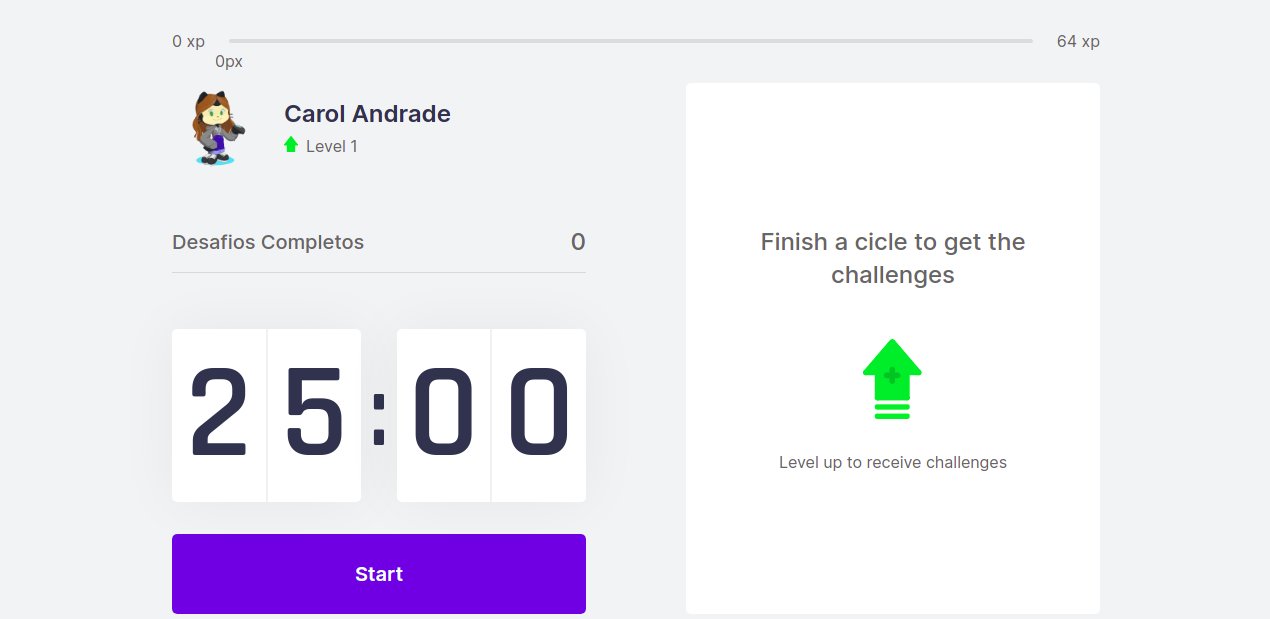 0 xp 64 xp
0px
Carol Andrade
Level 1
Desafios Completos 0
25:00
Start
Finish a cicle to get the
challenges
Level up to receive challenges